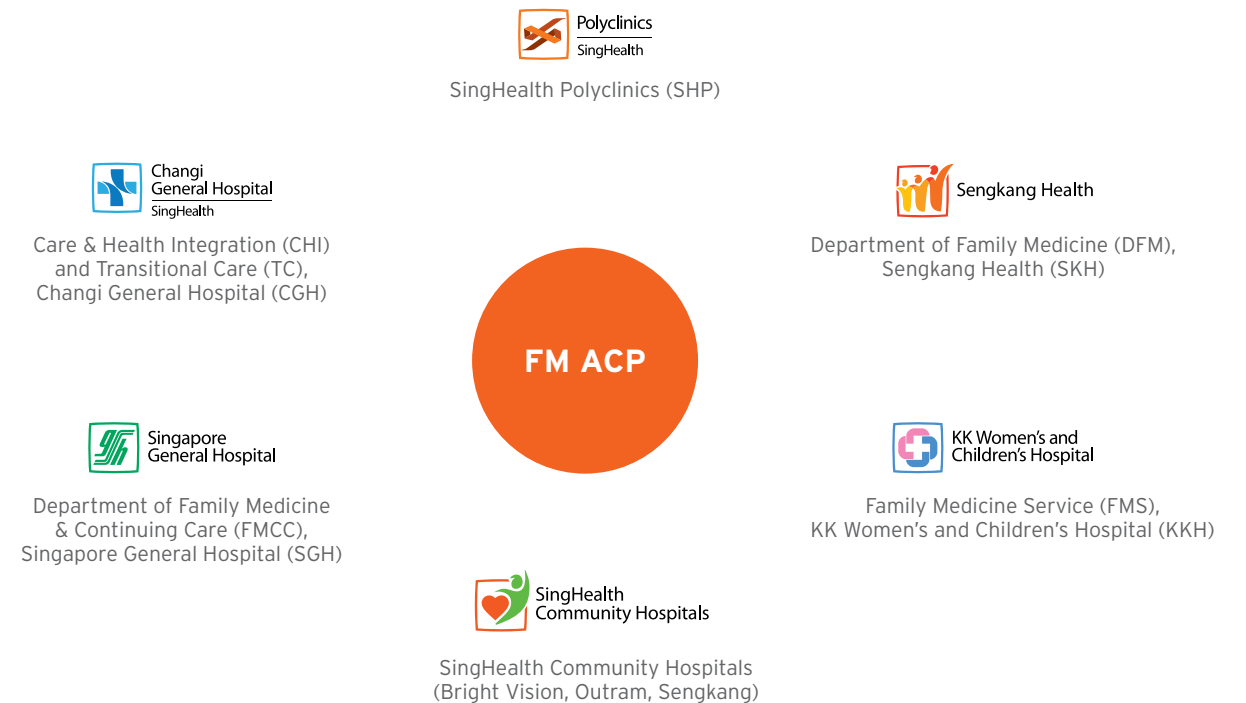 Polyclinics
SingHealth
SingHealth Polyclinics (SHP)
Changi
General Hospital
SingHealth
Care & Health Integration (CHI)
and Transitional Care (TC),
Changi General Hospital (CGH)
Sengkang Health
Department of Family Medicine (DFM),
Sengkang Health (SKH)
FM ACP
Singapore
General Hospital
Department of Family Medicine
& Continuing Care (FMCC),
Singapore General Hospital (SGH)
KK Women's and
Children's Hospital
Family Medicine Service (FMS),
KK Women's and Children's Hospital (KKH)
SingHealth
Community Hospitals
SingHealth Community Hospitals
(Bright Vision, Outram, Sengkang)